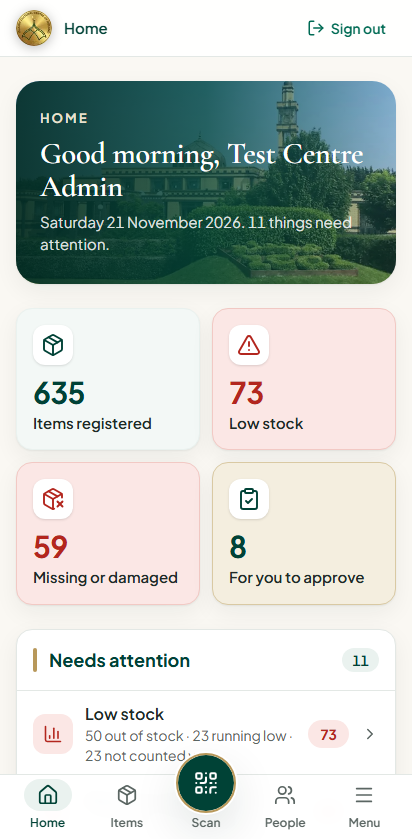 Home
Sign out
HOME
Good morning, Test Centre
Admin
Saturday 21 November 2026. 11 things need
attention.
635
Items registered
73
Low stock
59
Missing or damaged
8
For you to approve
Needs attention
11
Low stock
50 out of stock · 23 running low ·
23 not counted
73
Home
Items
Scan
People
Menu